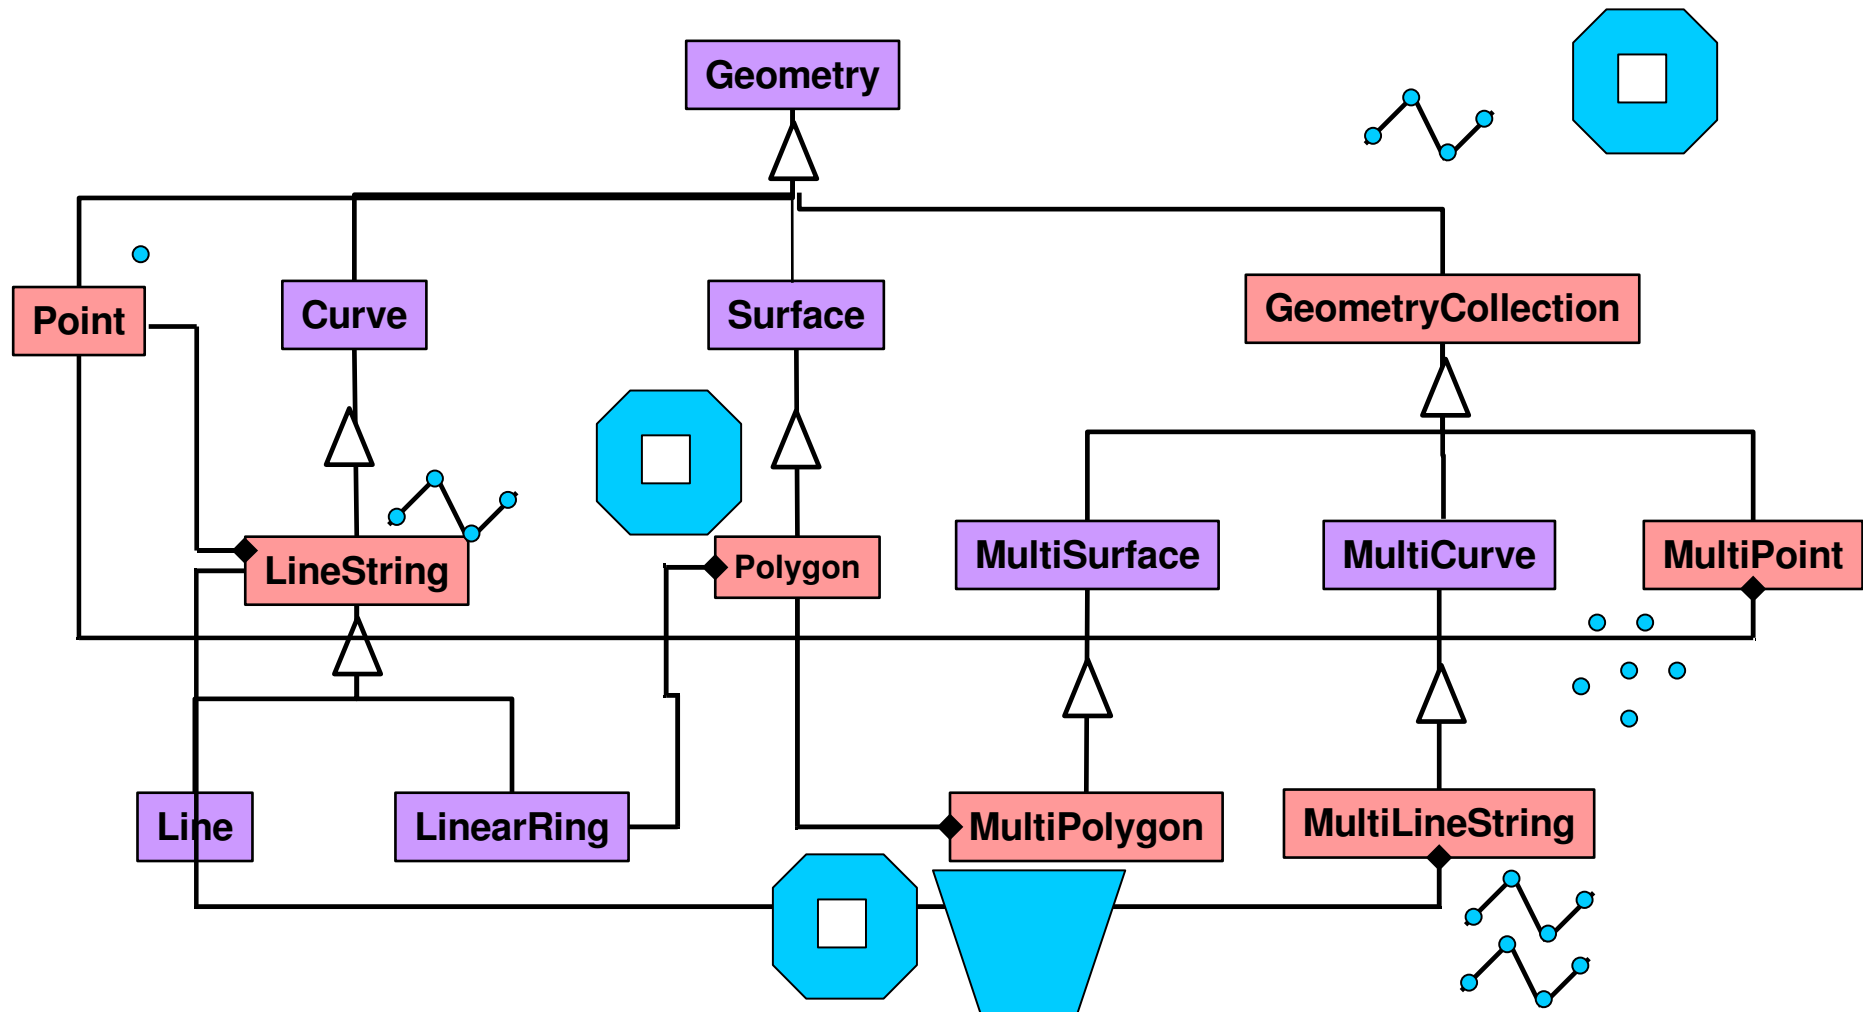 Geometry
Point
Curve
Surface
GeometryCollection
LineString
Polygon
MultiSurface
MultiCurve
MultiPoint
Line
LinearRing
MultiPolygon
MultiLineString